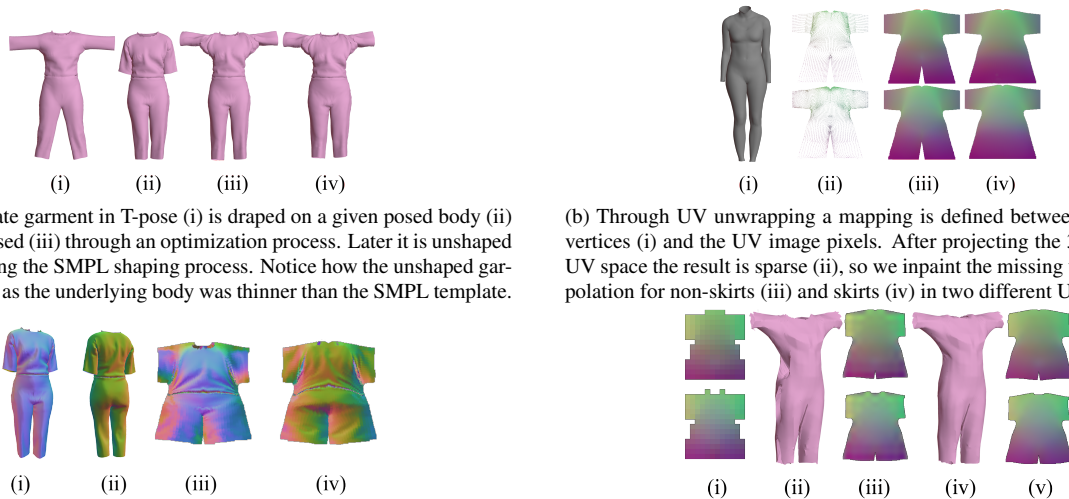 (i) (ii) (iii) (iv)
ate garment in T-pose (i) is draped on a given posed body (ii)
sed (iii) through an optimization process. Later it is unshaped
ng the SMPL shaping process. Notice how the unshaped gar-
as the underlying body was thinner than the SMPL template.
(i) (ii) (iii) (iv)
(i) (ii) (iii) (iv)
(b) Through UV unwrapping a mapping is defined between
vertices (i) and the UV image pixels. After projecting the
UV space the result is sparse (ii), so we inpaint the missing
polation for non-skirts (iii) and skirts (iv) in two different U
(i) (ii) (iii) (iv) (v)